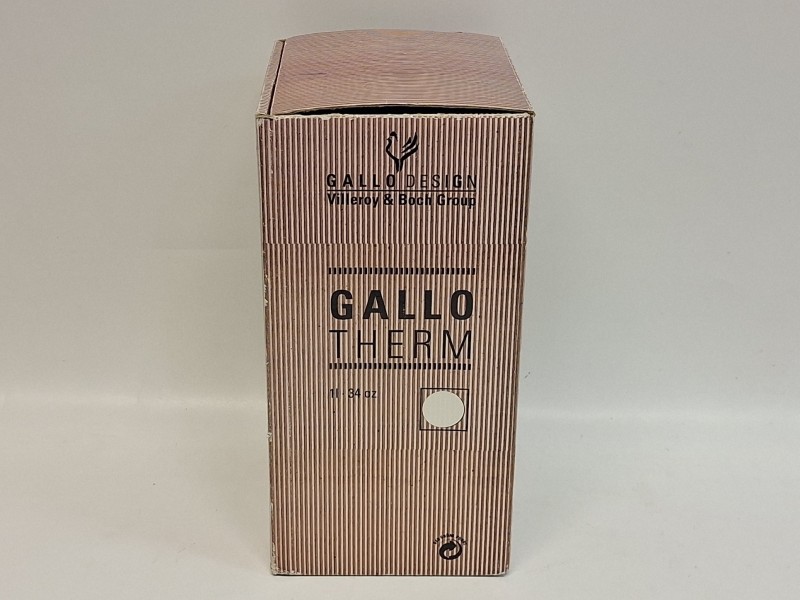 GALLO DESIGN
Villeroy & Boch Group
GALLO
THERM
1l - 34 oz